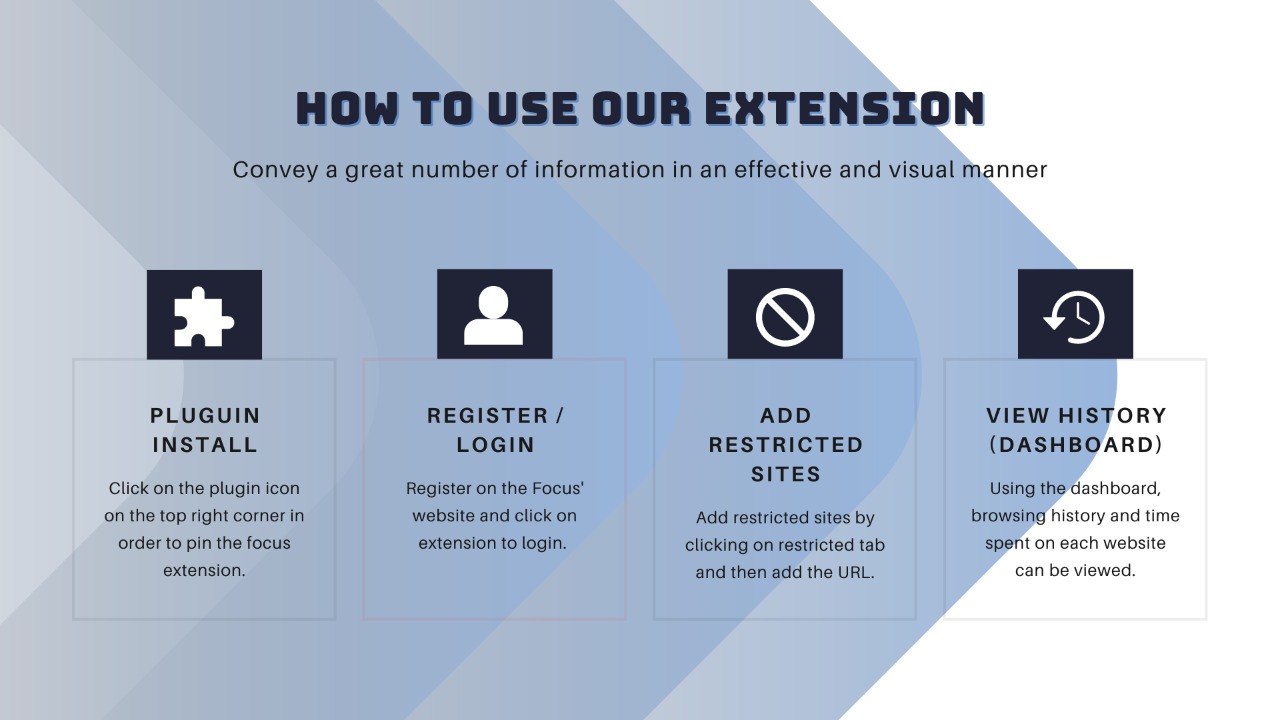 HOW TO USE OUR EXTENSION
Convey a great number of information in an effective and visual manner
PLUGUIN
INSTALL
Click on the plugin icon
on the top right corner in
order to pin the focus
extension.
REGISTER /
LOGIN
Register on the Focus'
website and click on
extension to login.
ADD
RESTRICTED
SITES
Add restricted sites by
clicking on restricted tab
and then add the URL.
VIEW HISTORY
(DASHBOARD)
Using the dashboard,
browsing history and time
spent on each website
can be viewed.